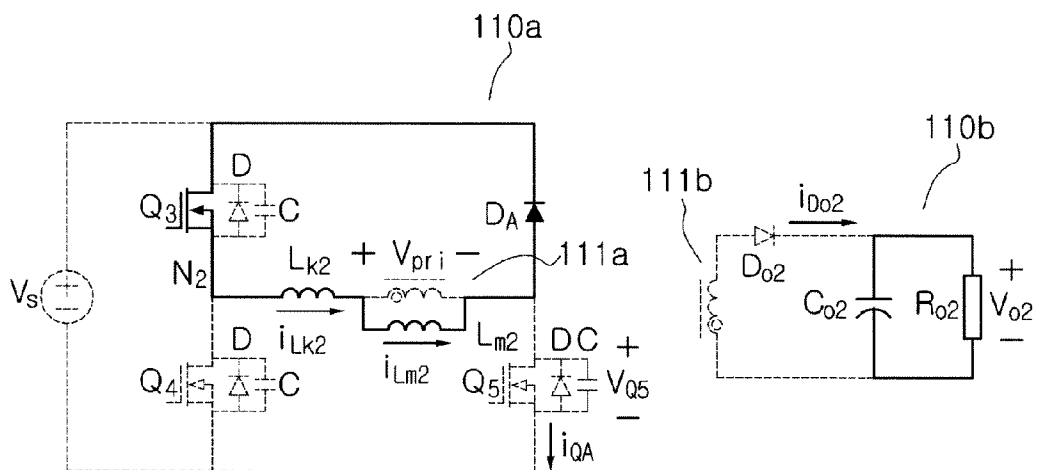 110a
110b
111b
D
Q3
C
DA
iDo2
Do2
N2
Lk2
+ Vpri −
111a
VS
+
−
iLk2
iLm2
Lm2
Co2
Ro2
+
Vo2
−
D
Q4
C
DC
Q5
+
VQ5
−
iQA